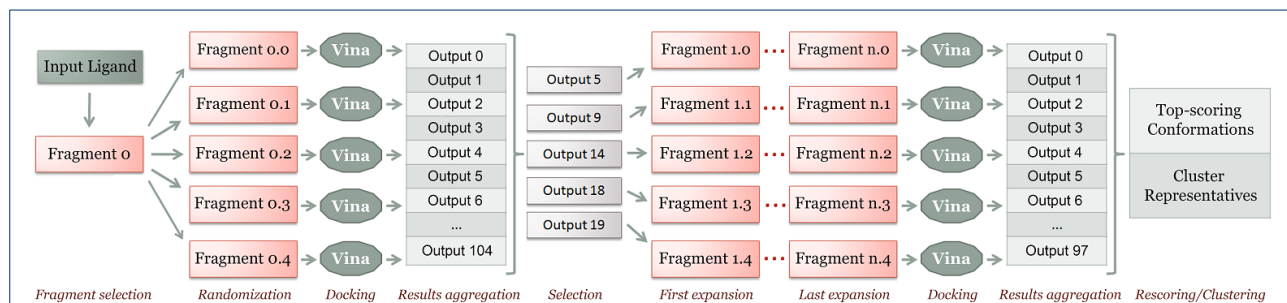 Input Ligand
Fragment 0
Fragment 0.0
Fragment 0.1
Fragment 0.2
Fragment 0.3
Fragment 0.4
Vina
Vina
Vina
Vina
Vina
Output 0
Output 1
Output 2
Output 3
Output 4
Output 5
Output 6
...
Output 104
Output 5
Output 9
Output 14
Output 18
Output 19
Fragment 1.0
Fragment 1.1
Fragment 1.2
Fragment 1.3
Fragment 1.4
Fragment n.0
Fragment n.1
Fragment n.2
Fragment n.3
Fragment n.4
Vina
Vina
Vina
Vina
Vina
Output 0
Output 1
Output 2
Output 3
Output 4
Output 5
Output 6
...
Output 97
Top-scoring
Conformations
Cluster
Representatives
Fragment selection
Randomization
Docking
Results aggregation
Selection
First expansion
Last expansion
Docking
Results aggregation
Rescoring/Clustering